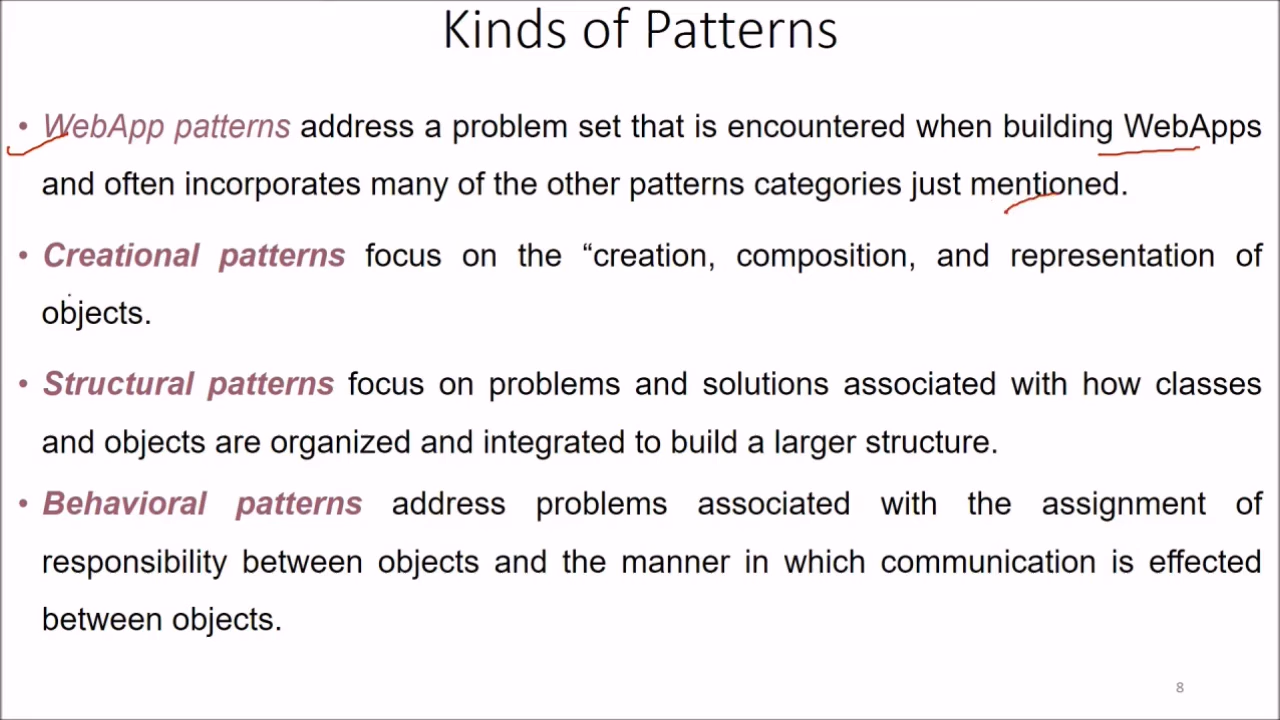 Kinds of Patterns
• WebApp patterns address a problem set that is encountered when building WebApps
and often incorporates many of the other patterns categories just mentioned.
• Creational patterns focus on the “creation, composition, and representation of
objects.
• Structural patterns focus on problems and solutions associated with how classes
and objects are organized and integrated to build a larger structure.
• Behavioral patterns address problems associated with the assignment of
responsibility between objects and the manner in which communication is effected
between objects.
8